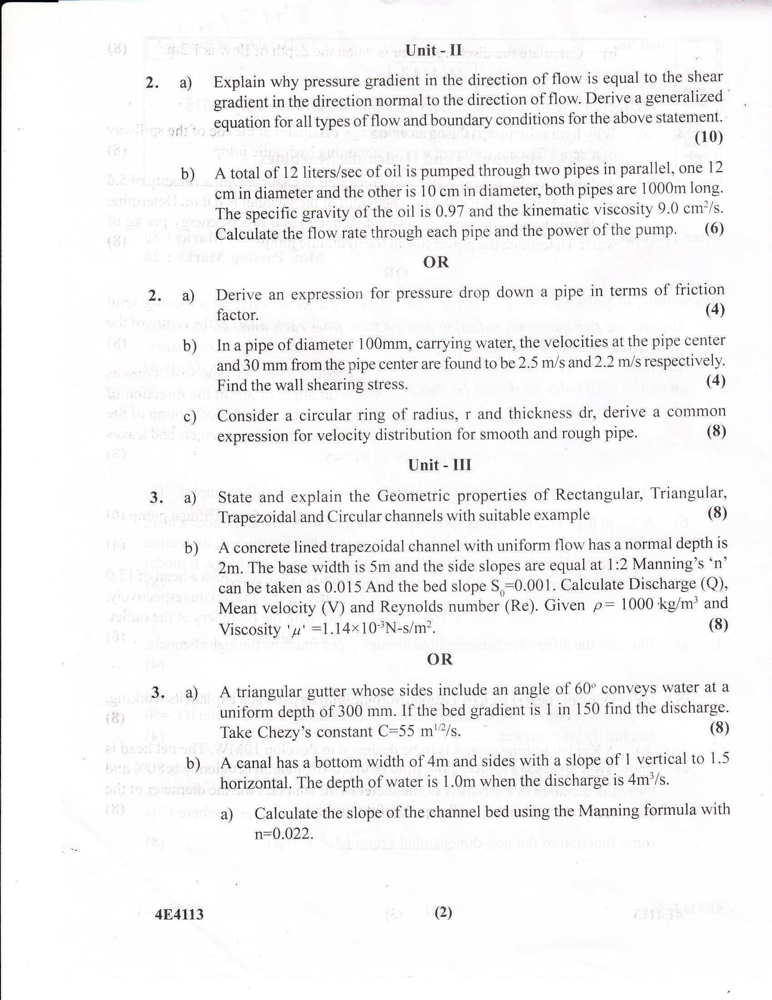 Unit - II
2. a) Explain why pressure gradient in the direction of flow is equal to the shear
gradient in the direction normal to the direction of flow. Derive a generalized
equation for all types of flow and boundary conditions for the above statement.
(10)
b) A total of 12 liters/sec of oil is pumped through two pipes in parallel, one 12
cm in diameter and the other is 10 cm in diameter, both pipes are 1000m long.
The specific gravity of the oil is 0.97 and the kinematic viscosity 9.0 cm²/s.
Calculate the flow rate through each pipe and the power of the pump. (6)
OR
2. a) Derive an expression for pressure drop down a pipe in terms of friction
factor. (4)
b) In a pipe of diameter 100mm, carrying water, the velocities at the pipe center
and 30 mm from the pipe center are found to be 2.5 m/s and 2.2 m/s respectively.
Find the wall shearing stress. (4)
c) Consider a circular ring of radius, r and thickness dr, derive a common
expression for velocity distribution for smooth and rough pipe. (8)
Unit - III
3. a) State and explain the Geometric properties of Rectangular, Triangular,
Trapezoidal and Circular channels with suitable example (8)
b) A concrete lined trapezoidal channel with uniform flow has a normal depth is
2m. The base width is 5m and the side slopes are equal at 1:2 Manning's 'n'
can be taken as 0.015 And the bed slope S₀=0.001. Calculate Discharge (Q),
Mean velocity (V) and Reynolds number (Re). Given ρ= 1000 kg/m³ and
Viscosity 'μ' =1.14×10⁻³N-s/m². (8)
OR
3. a) A triangular gutter whose sides include an angle of 60° conveys water at a
uniform depth of 300 mm. If the bed gradient is 1 in 150 find the discharge.
Take Chezy's constant C=55 m¹ᐟ²/s. (8)
b) A canal has a bottom width of 4m and sides with a slope of 1 vertical to 1.5
horizontal. The depth of water is 1.0m when the discharge is 4m³/s.
a) Calculate the slope of the channel bed using the Manning formula with
n=0.022.
4E4113 (2)